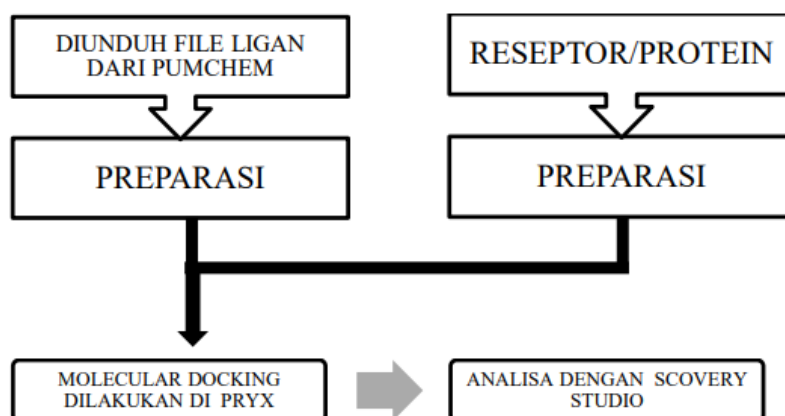 DIUNDUH FILE LIGAN
DARI PUMCHEM
RESEPTOR/PROTEIN
PREPARASI
PREPARASI
MOLECULAR DOCKING
DILAKUKAN DI PRYX
ANALISA DENGAN SCOVERY
STUDIO